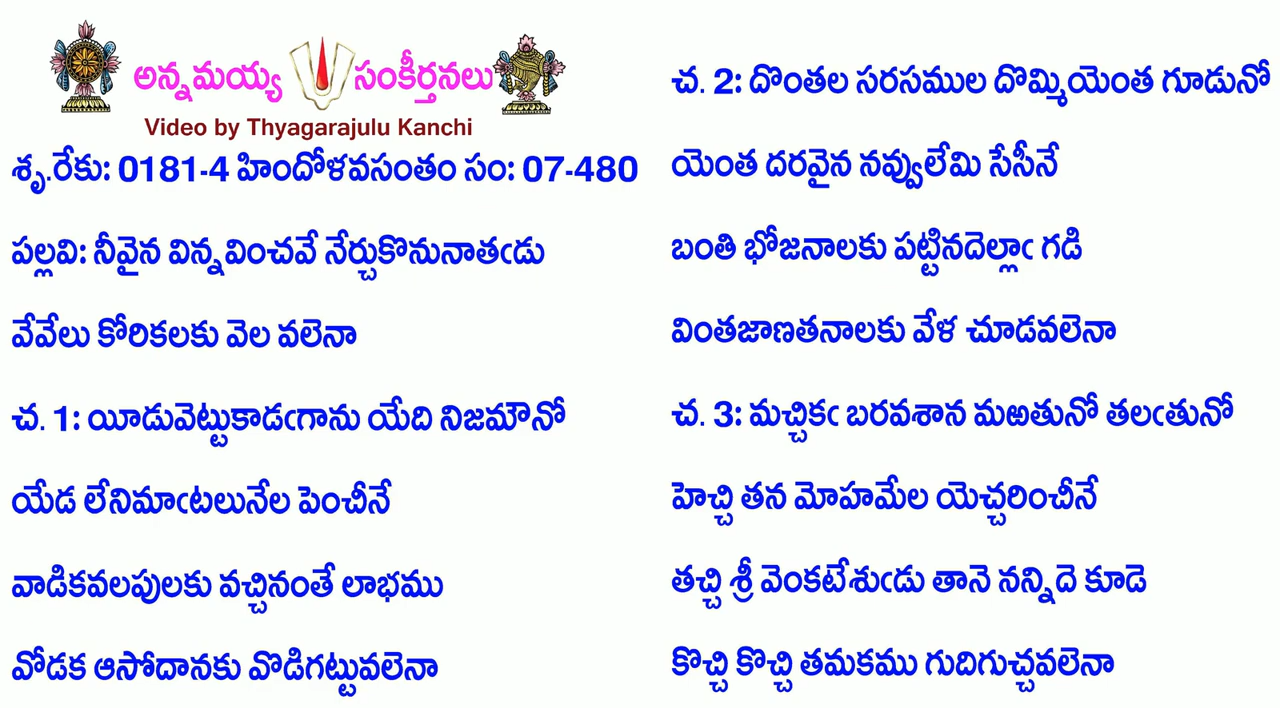 అన్నమయ్య సంకీర్తనలు
Video by Thyagarajulu Kanchi
శృ.రేకు: 0181-4 హిందోళవసంతం సం: 07-480
పల్లవి: నీవైన విన్నవించవే నేర్చుకొనునాతఁడు
వేవేలు కోరికలకు వెల వలెనా
చ. 1: యీడువెట్టుకాడఁగాను యేది నిజమౌనో
యేడ లేనిమాఁటలునేల పెంచీనే
వాడికవలపులకు వచ్చినంతే లాభము
వోడక ఆసోదానకు వొడిగట్టువలెనా
చ. 2: దొంతల సరసముల దొమ్మియెంత గూడునో
యెంత దరవైన నవ్వులేమి సేసీనే
బంతి భోజనాలకు పట్టినదెల్లాఁ గడి
వింతజాణతనాలకు వేళ చూడవలెనా
చ. 3: మచ్చికఁ బరవశాన మఱతునో తలఁతునో
హెచ్చి తన మోహమేల యెచ్చరించీనే
తచ్చి శ్రీ వెంకటేశుఁడు తానె నన్నిదె కూడె
కొచ్చి కొచ్చి తమకము గుదిగుచ్చవలెనా